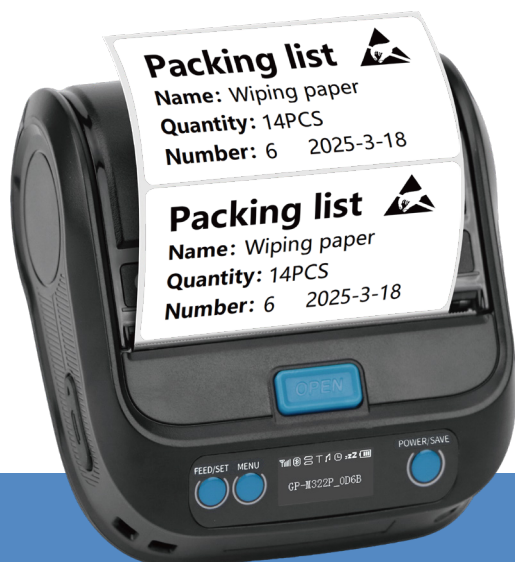 Packing list
Name: Wiping paper
Quantity: 14PCS
Number: 6 2025-3-18
Packing list
Name: Wiping paper
Quantity: 14PCS
Number: 6 2025-3-18
OPEN
FEED/SET MENU
POWER/SAVE
zZ
GP-M322P_0D6B